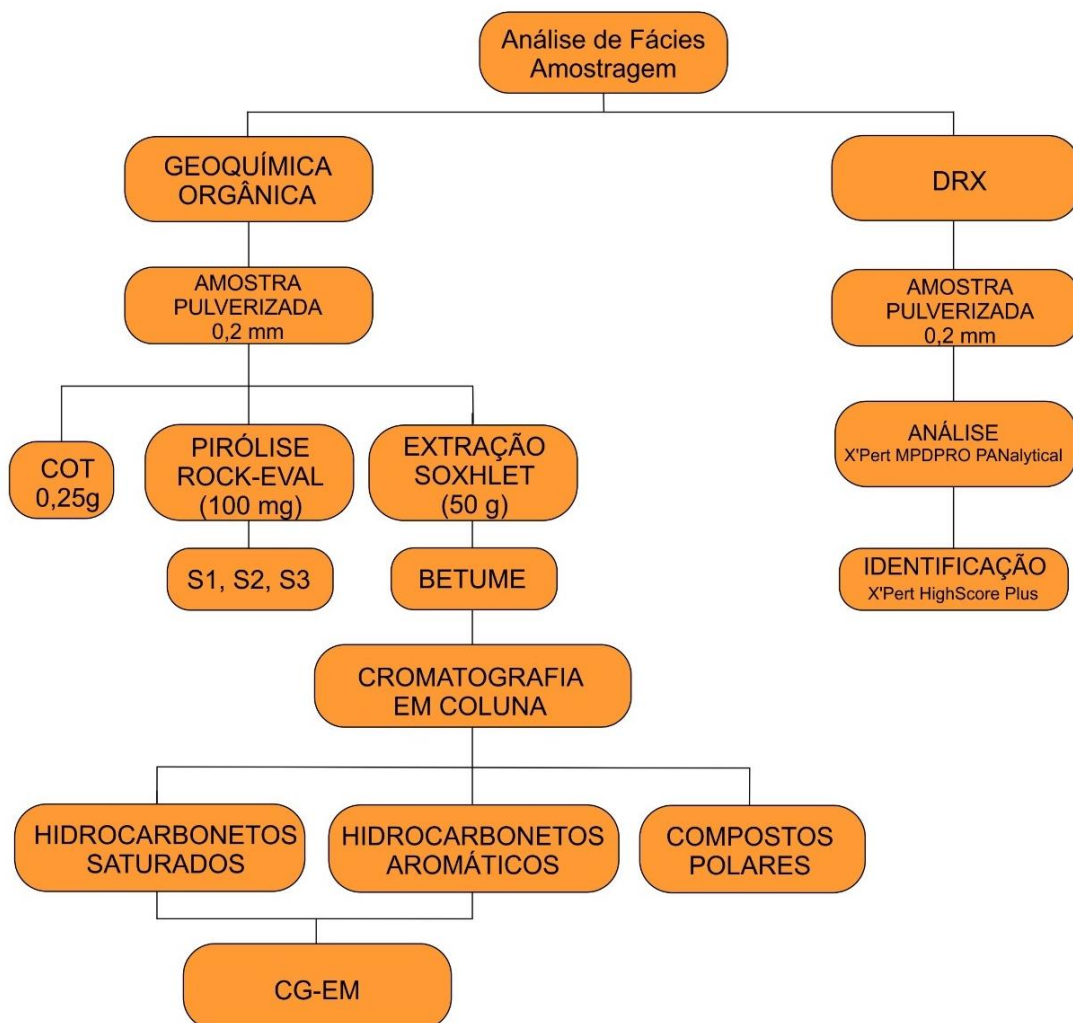 Análise de Fácies
Amostragem
GEOQUÍMICA
ORGÂNICA
DRX
AMOSTRA
PULVERIZADA
0,2 mm
AMOSTRA
PULVERIZADA
0,2 mm
COT
0,25g
PIRÓLISE
ROCK-EVAL
(100 mg)
EXTRAÇÃO
SOXHLET
(50 g)
ANÁLISE
X'Pert MPDPRO PANalytical
S1, S2, S3
BETUME
IDENTIFICAÇÃO
X'Pert HighScore Plus
CROMATOGRAFIA
EM COLUNA
HIDROCARBONETOS
SATURADOS
HIDROCARBONETOS
AROMÁTICOS
COMPOSTOS
POLARES
CG-EM